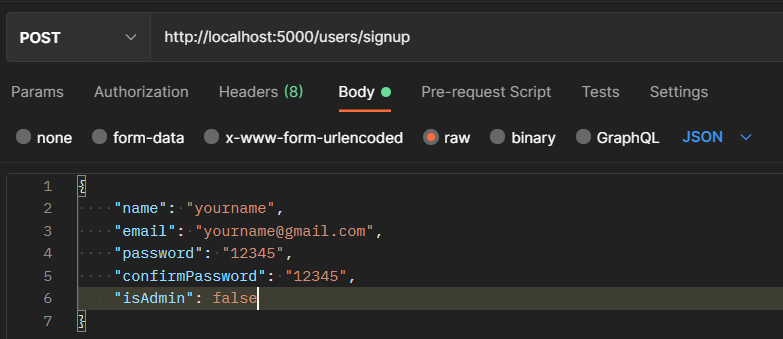 POST http://localhost:5000/users/signup
Params Authorization Headers (8) Body Pre-request Script Tests Settings
none form-data x-www-form-urlencoded raw binary GraphQL JSON
1 {
2 "name": "yourname",
3 "email": "yourname@gmail.com",
4 "password": "12345",
5 "confirmPassword": "12345",
6 "isAdmin": false
7 }